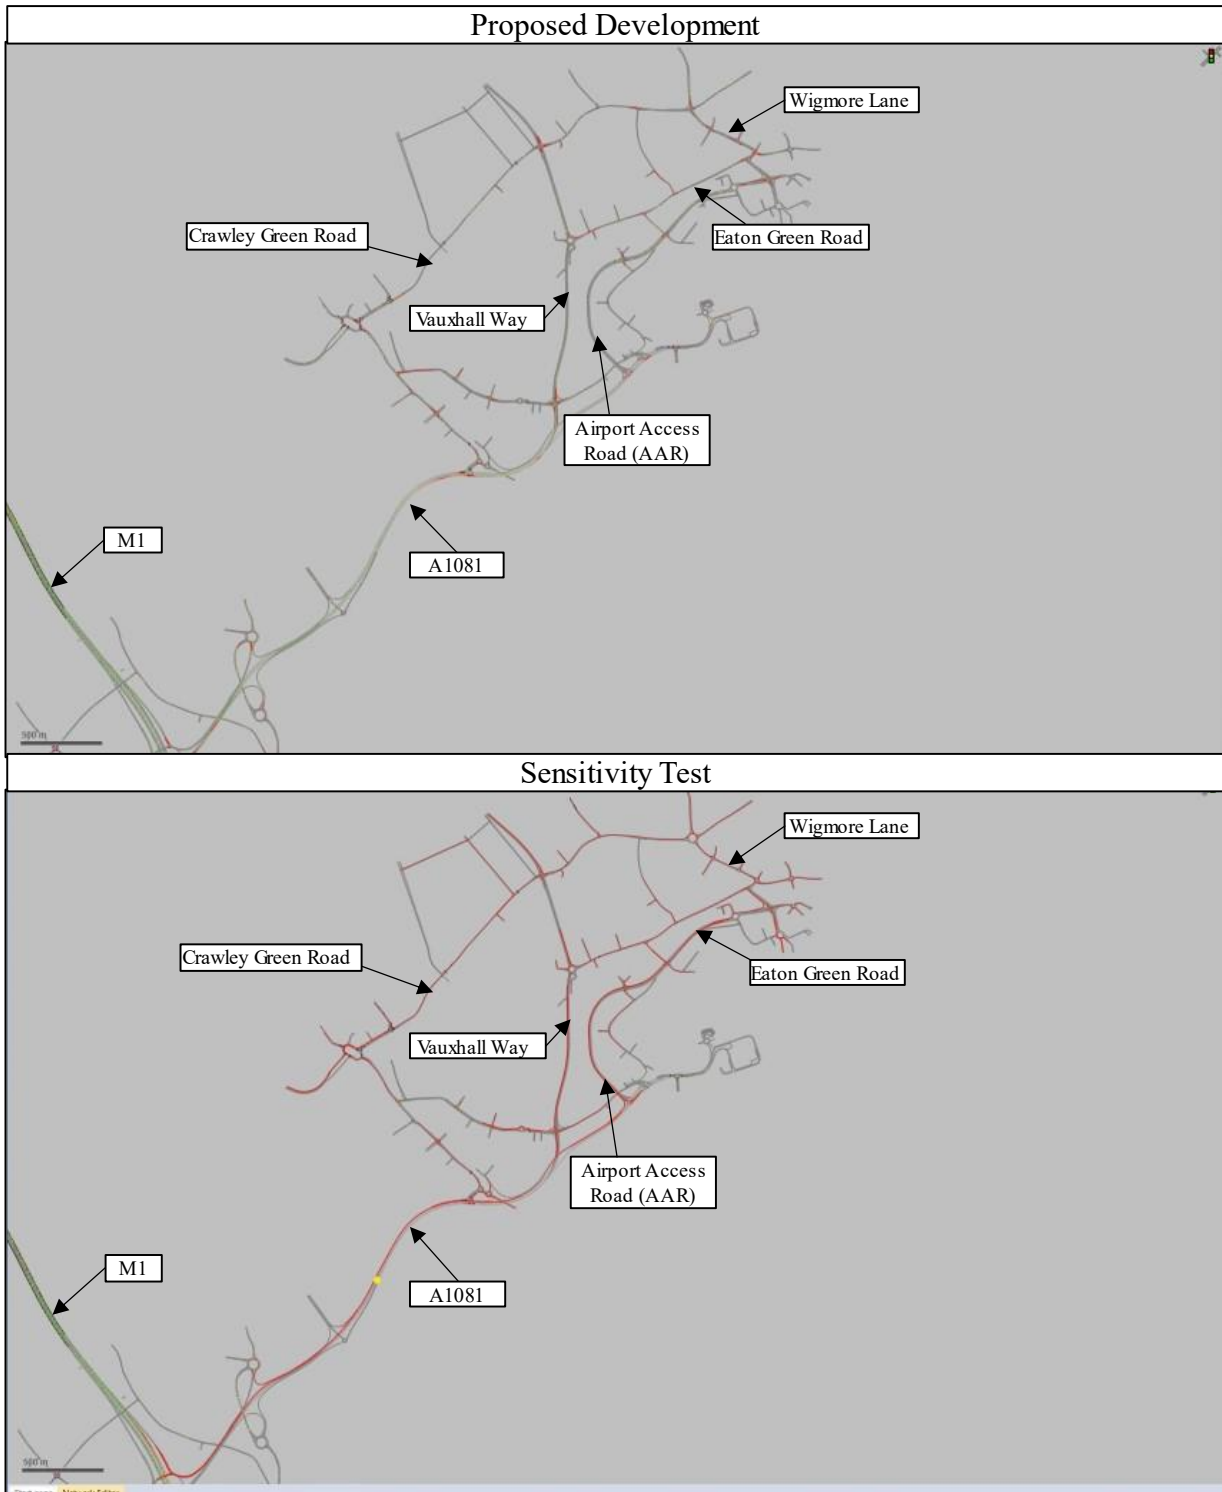 Proposed Development
Wigmore Lane
Crawley Green Road
Eaton Green Road
Vauxhall Way
Airport Access
Road (AAR)
M1
A1081
500 m
Sensitivity Test
Wigmore Lane
Crawley Green Road
Eaton Green Road
Vauxhall Way
Airport Access
Road (AAR)
M1
A1081
500 m